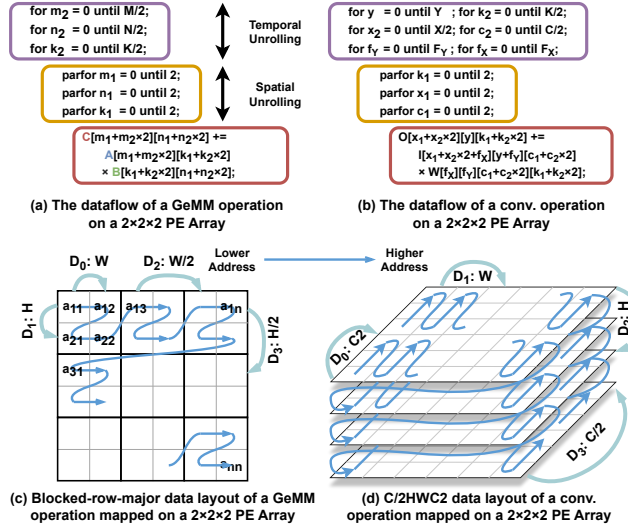 for m2 = 0 until M/2;
for n2 = 0 until N/2;
for k2 = 0 until K/2;
Temporal
Unrolling
parfor m1 = 0 until 2;
parfor n1 = 0 until 2;
parfor k1 = 0 until 2;
Spatial
Unrolling
C[m1+m2×2][n1+n2×2] +=
A[m1+m2×2][k1+k2×2]
× B[k1+k2×2][n1+n2×2];
(a) The dataflow of a GeMM operation
on a 2×2×2 PE Array
for y = 0 until Y ; for k2 = 0 until K/2;
for x2 = 0 until X/2; for c2 = 0 until C/2;
for fY = 0 until FY ; for fX = 0 until FX;
parfor k1 = 0 until 2;
parfor x1 = 0 until 2;
parfor c1 = 0 until 2;
O[x1+x2×2][y][k1+k2×2] +=
I[x1+x2×2+fX][y+fY][c1+c2×2]
× W[fX][fY][c1+c2×2][k1+k2×2];
(b) The dataflow of a conv. operation
on a 2×2×2 PE Array
Lower
Address
Higher
Address
D0: W
D2: W/2
D1: H
D3: H/2
a11 a12 a13 a1n
a21 a22
a31
ann
(c) Blocked-row-major data layout of a GeMM
operation mapped on a 2×2×2 PE Array
D1: W
D0: C2
D2: H
D3: C/2
(d) C/2HWC2 data layout of a conv.
operation mapped on a 2×2×2 PE Array